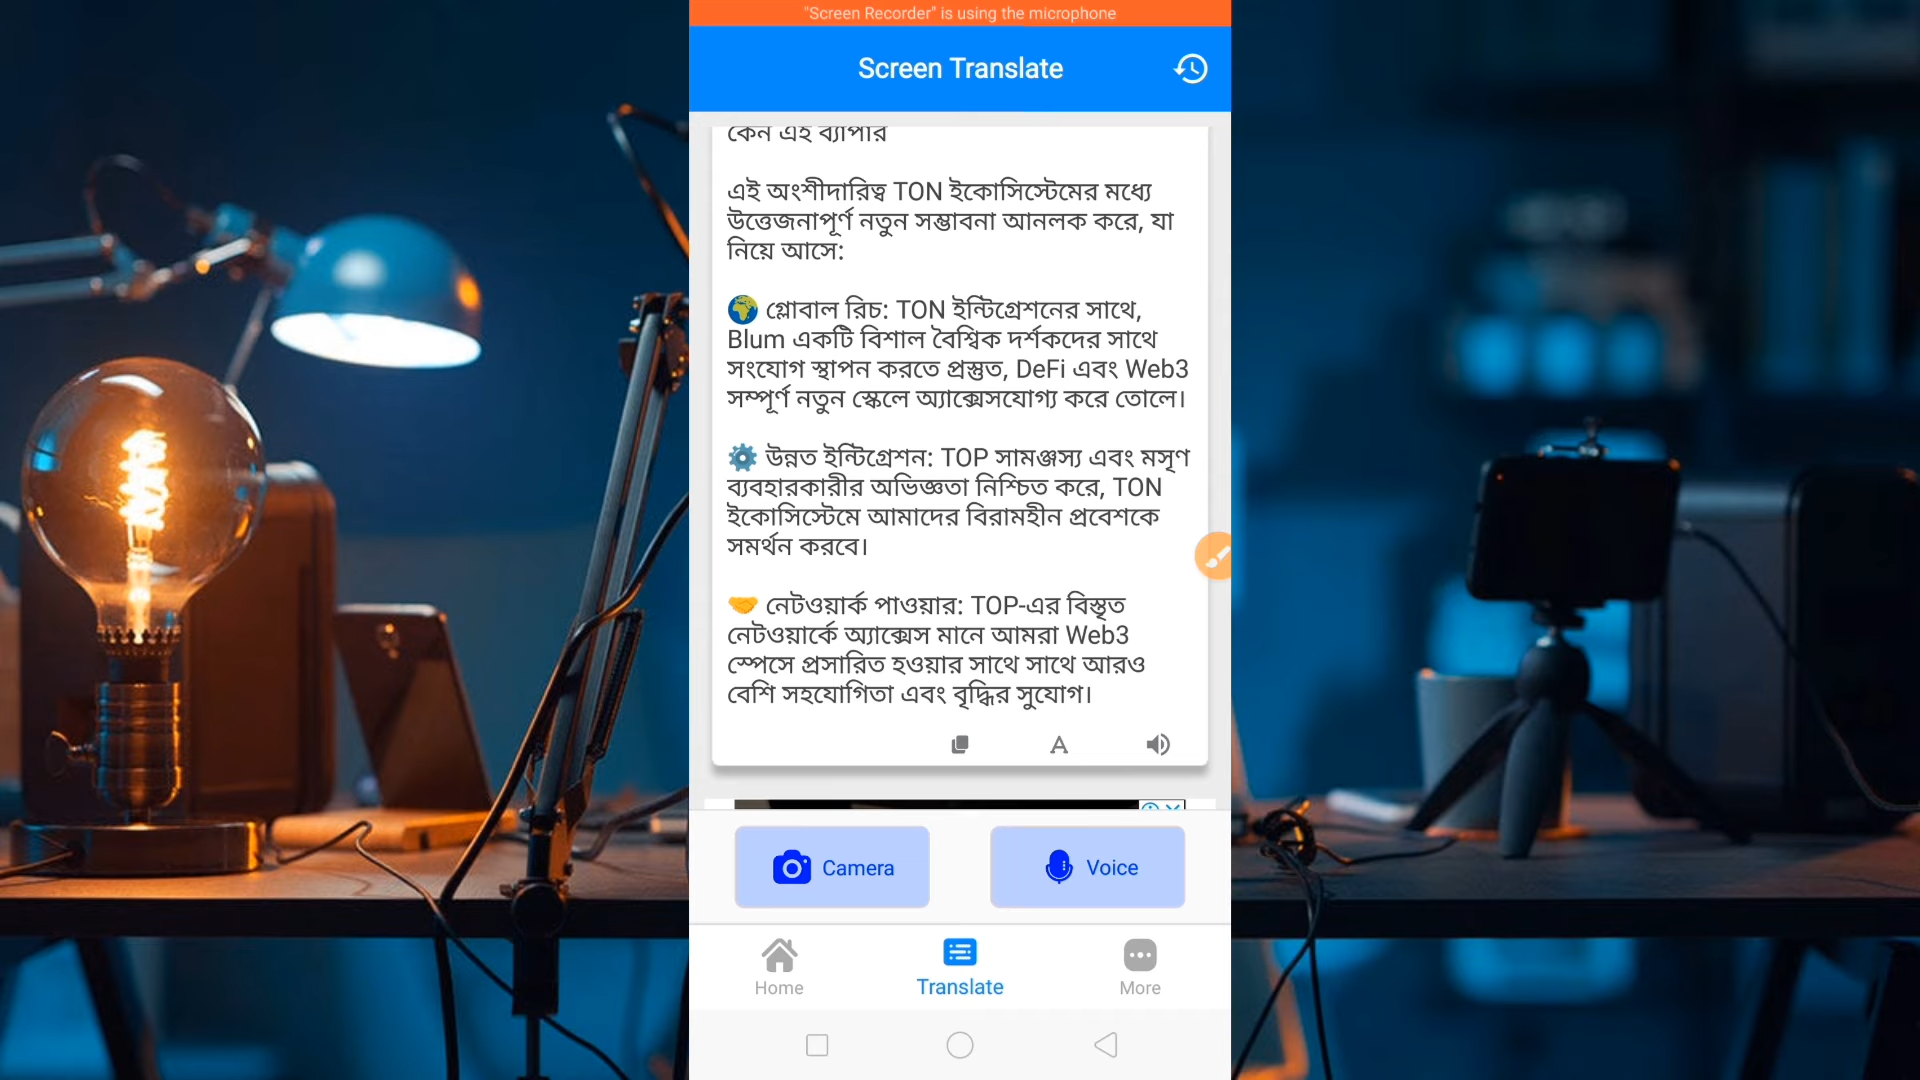 "Screen Recorder" is using the microphone
Screen Translate
কেন এই ব্যাপার
এই অংশীদারিত্ব TON ইকোসিস্টেমের মধ্যে
উত্তেজনাপূর্ণ নতুন সম্ভাবনা আনলক করে, যা
নিয়ে আসে:
🌍 গ্লোবাল রিচ: TON ইন্টিগ্রেশনের সাথে,
Blum একটি বিশাল বৈশ্বিক দর্শকদের সাথে
সংযোগ স্থাপন করতে প্রস্তুত, DeFi এবং Web3
সম্পূর্ণ নতুন স্কেলে অ্যাক্সেসযোগ্য করে তোলে।
⚙️ উন্নত ইন্টিগ্রেশন: TOP সামঞ্জস্য এবং মসৃণ
ব্যবহারকারীর অভিজ্ঞতা নিশ্চিত করে, TON
ইকোসিস্টেমে আমাদের বিরামহীন প্রবেশকে
সমর্থন করবে।
🤝 নেটওয়ার্ক পাওয়ার: TOP-এর বিস্তৃত
নেটওয়ার্কে অ্যাক্সেস মানে আমরা Web3
স্পেসে প্রসারিত হওয়ার সাথে সাথে আরও
বেশি সহযোগিতা এবং বৃদ্ধির সুযোগ।
A
Camera
Voice
Home
Translate
More